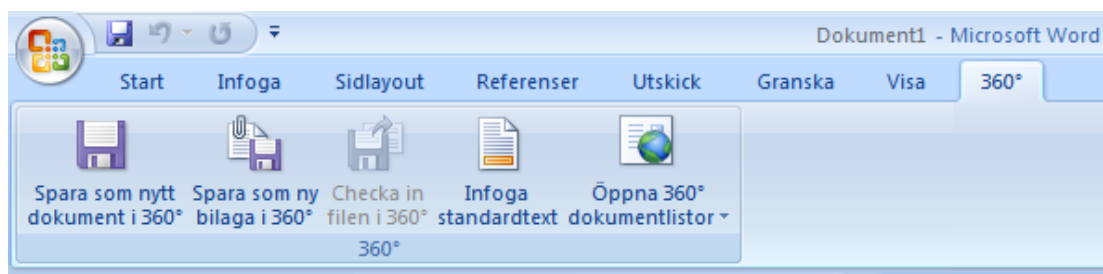 Dokument1 - Microsoft Word
Start Infoga Sidlayout Referenser Utskick Granska Visa 360°
Spara som nytt Spara som ny Checka in Infoga Öppna 360°
dokument i 360° bilaga i 360° filen i 360° standardtext dokumentlistor
360°